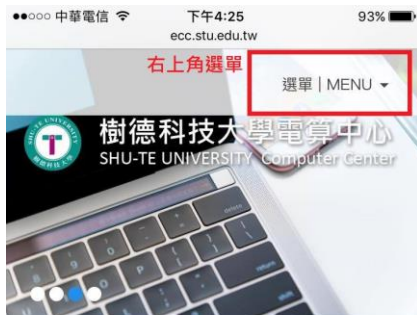 ●●○○○ 中華電信 下午4:25 93%
ecc.stu.edu.tw
右上角選單
選單 | MENU
樹德科技大學電算中心
SHU-TE UNIVERSITY Computer Center